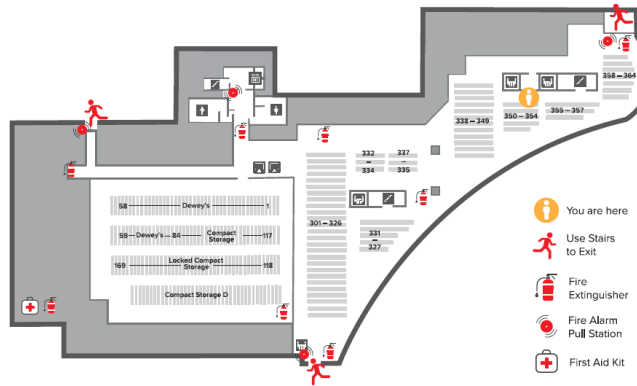 358 – 364
350 – 354
355 – 357
338 – 349
332
–
334
337
–
335
58 Dewey's 1
301 – 326
59 Dewey's 84 Compact Storage 117
331
–
327
169 Locked Compact Storage 118
Compact Storage D
You are here
Use Stairs
to Exit
Fire
Extinguisher
Fire Alarm
Pull Station
First Aid Kit